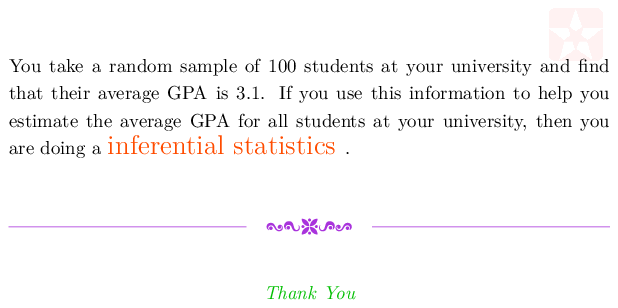 You take a random sample of 100 students at your university and find
that their average GPA is 3.1. If you use this information to help you
estimate the average GPA for all students at your university, then you
are doing a inferential statistics .
Thank You